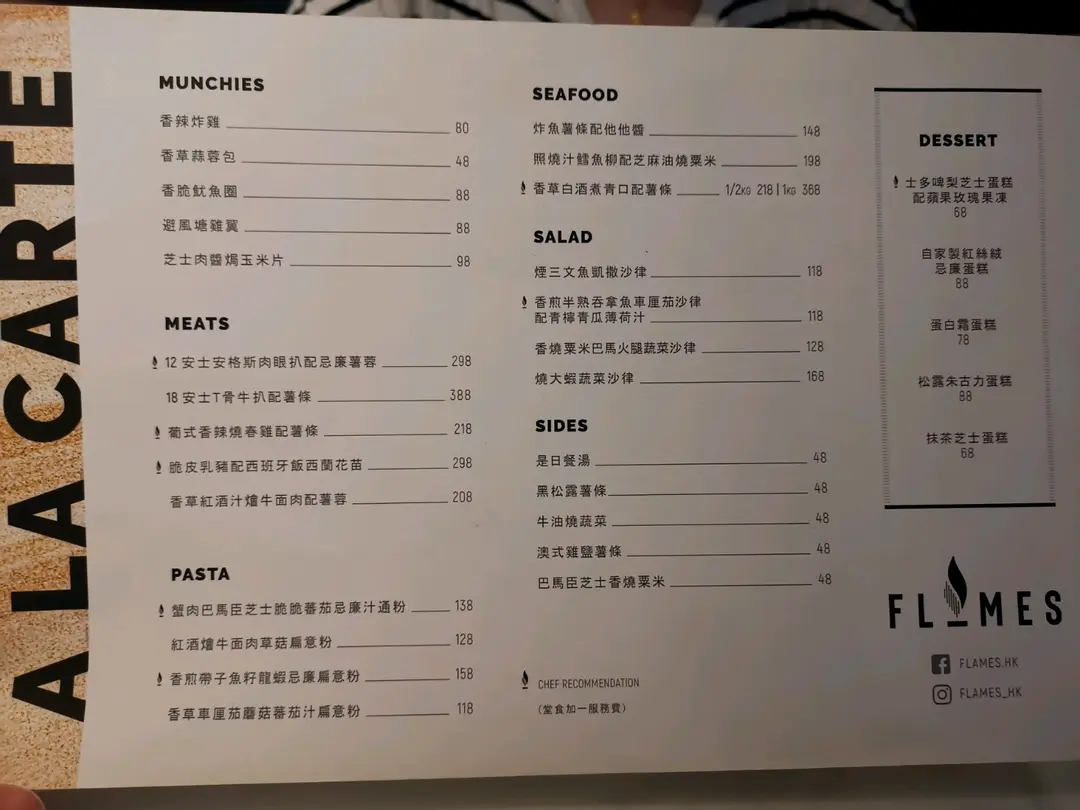 A LA CARTE
MUNCHIES
香辣炸雞 80
香草蒜蓉包 48
香脆魷魚圈 88
避風塘雞翼 88
芝士肉醬焗玉米片 98
MEATS
12 安士安格斯肉眼扒配忌廉薯蓉 298
18 安士T骨牛扒配薯條 388
葡式香辣燒春雞配薯條 218
脆皮乳豬配西班牙飯西蘭花苗 298
香草紅酒汁燴牛面肉配薯蓉 208
PASTA
蟹肉巴馬臣芝士脆脆蕃茄忌廉汁通粉 138
紅酒燴牛面肉草菇扁意粉 128
香煎帶子魚籽龍蝦忌廉扁意粉 158
香草車厘茄蘑菇蕃茄汁扁意粉 118
SEAFOOD
炸魚薯條配他他醬 148
照燒汁鱈魚柳配芝麻油燒粟米 198
香草白酒煮青口配薯條 1/2KG 218 | 1KG 368
SALAD
煙三文魚凱撒沙律 118
香煎半熟吞拿魚車厘茄沙律
配青檸青瓜薄荷汁 118
香燒粟米巴馬火腿蔬菜沙律 128
燒大蝦蔬菜沙律 168
SIDES
是日餐湯 48
黑松露薯條 48
牛油燒蔬菜 48
澳式雞鹽薯條 48
巴馬臣芝士香燒粟米 48
CHEF RECOMMENDATION
(堂食加一服務費)
DESSERT
士多啤梨芝士蛋糕
配蘋果玫瑰果凍
68
自家製紅絲絨
忌廉蛋糕
88
蛋白霜蛋糕
78
松露朱古力蛋糕
88
抹茶芝士蛋糕
68
FLAMES
FLAMES.HK
FLAMES_HK